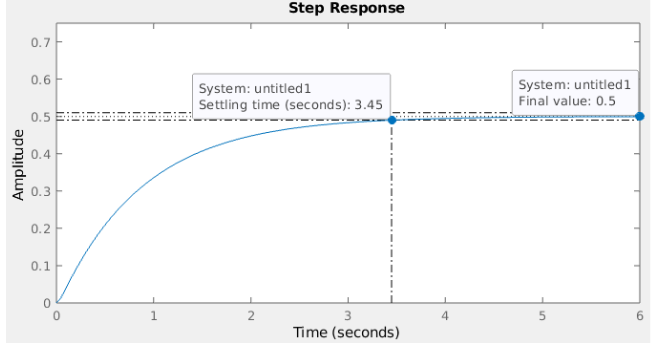 Step Response
0.7
0.6
0.5
0.4
0.3
0.2
0.1
0
Amplitude
System: untitled1
Settling time (seconds): 3.45
System: untitled1
Final value: 0.5
0 1 2 3 4 5 6
Time (seconds)